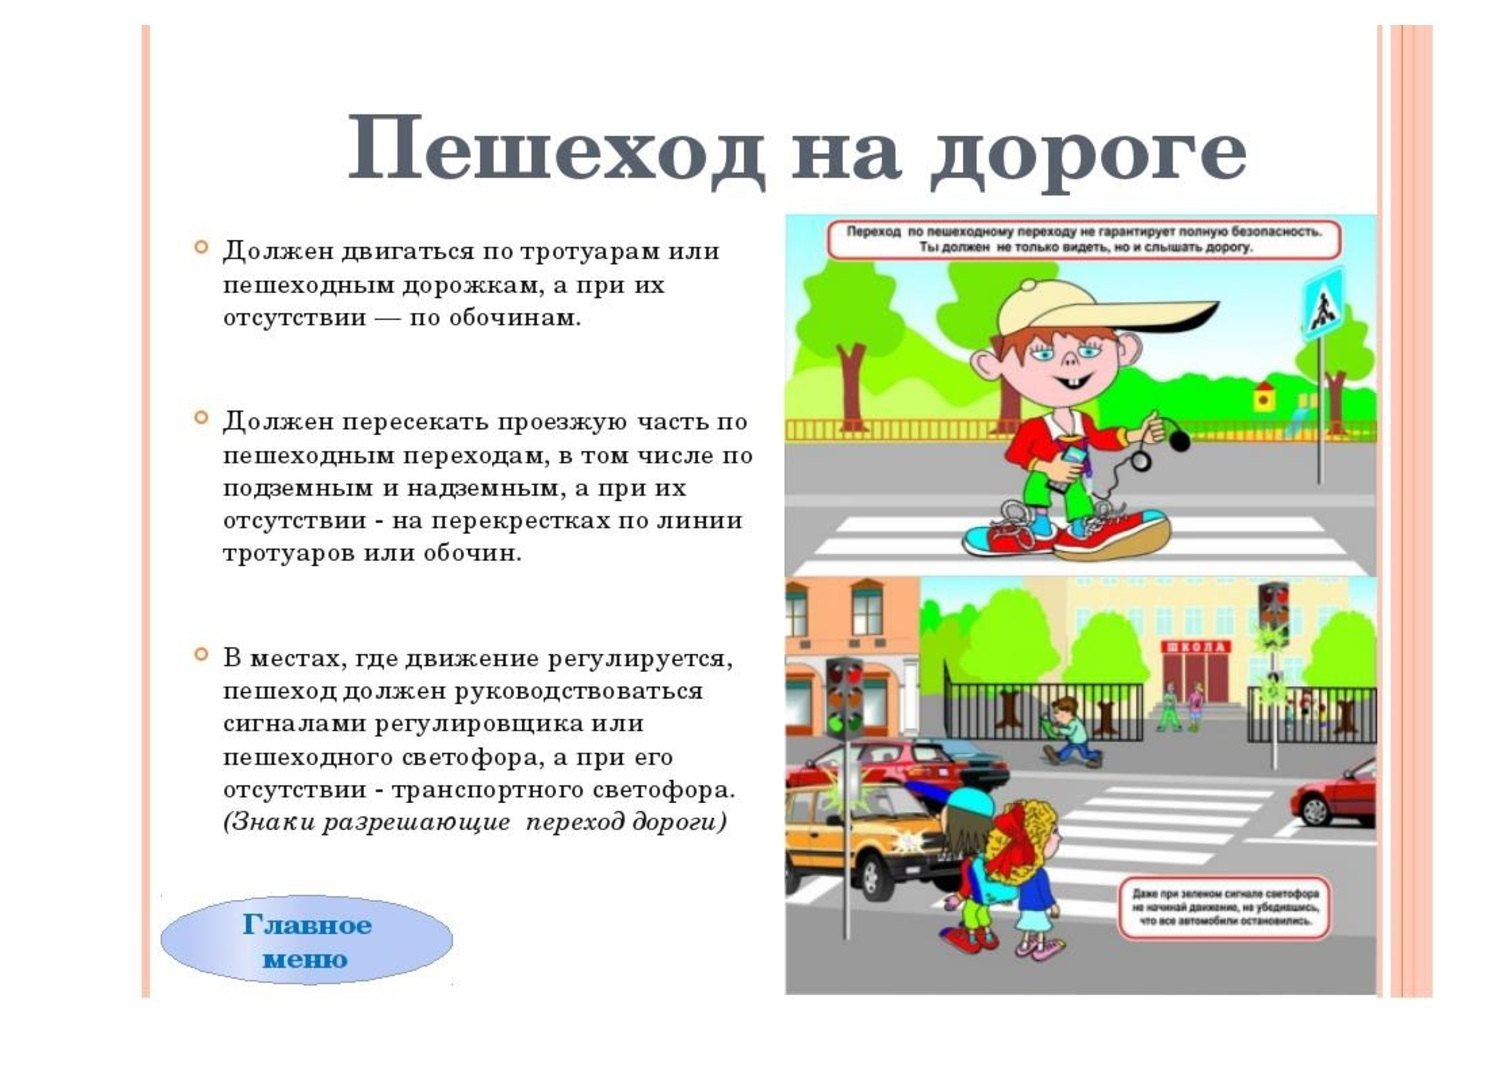 Пешеход на дороге
Должен двигаться по тротуарам или
пешеходным дорожкам, а при их
отсутствии — по обочинам.
Должен пересекать проезжую часть по
пешеходным переходам, в том числе по
подземным и надземным, а при их
отсутствии - на перекрестках по линии
тротуаров или обочин.
В местах, где движение регулируется,
пешеход должен руководствоваться
сигналами регулировщика или
пешеходного светофора, а при его
отсутствии - транспортного светофора.
(Знаки разрешающие переход дороги)
Главное
меню
Переход по пешеходному переходу не гарантирует полную безопасность.
Ты должен не только видеть, но и слышать дорогу.
ШКОЛА
Даже при зеленом сигнале светофора
не начинай движение, не убедившись,
что все автомобили остановились.